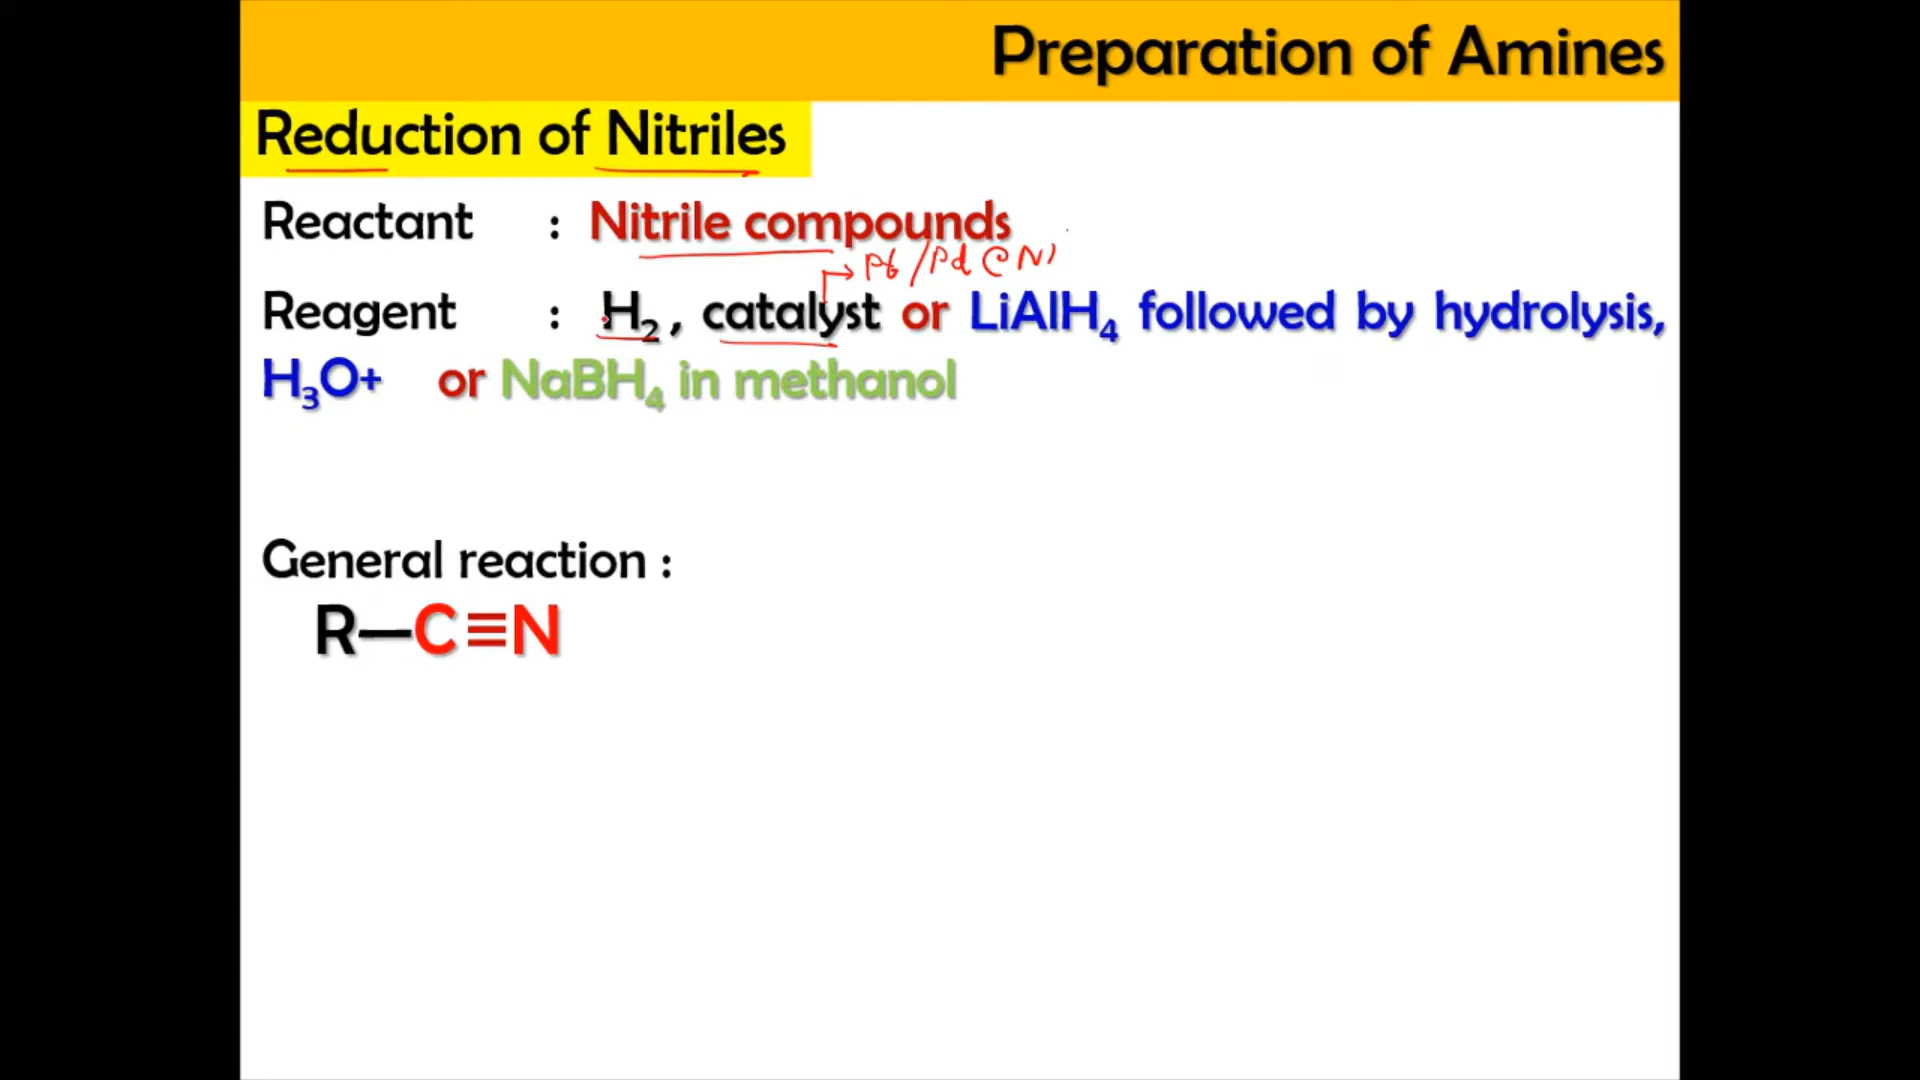 Preparation of Amines
Reduction of Nitriles
Reactant : Nitrile compounds
→ Pt / Pd @ Ni
Reagent : H₂ , catalyst or LiAlH₄ followed by hydrolysis,
H₃O+ or NaBH₄ in methanol
General reaction :
R—C≡N